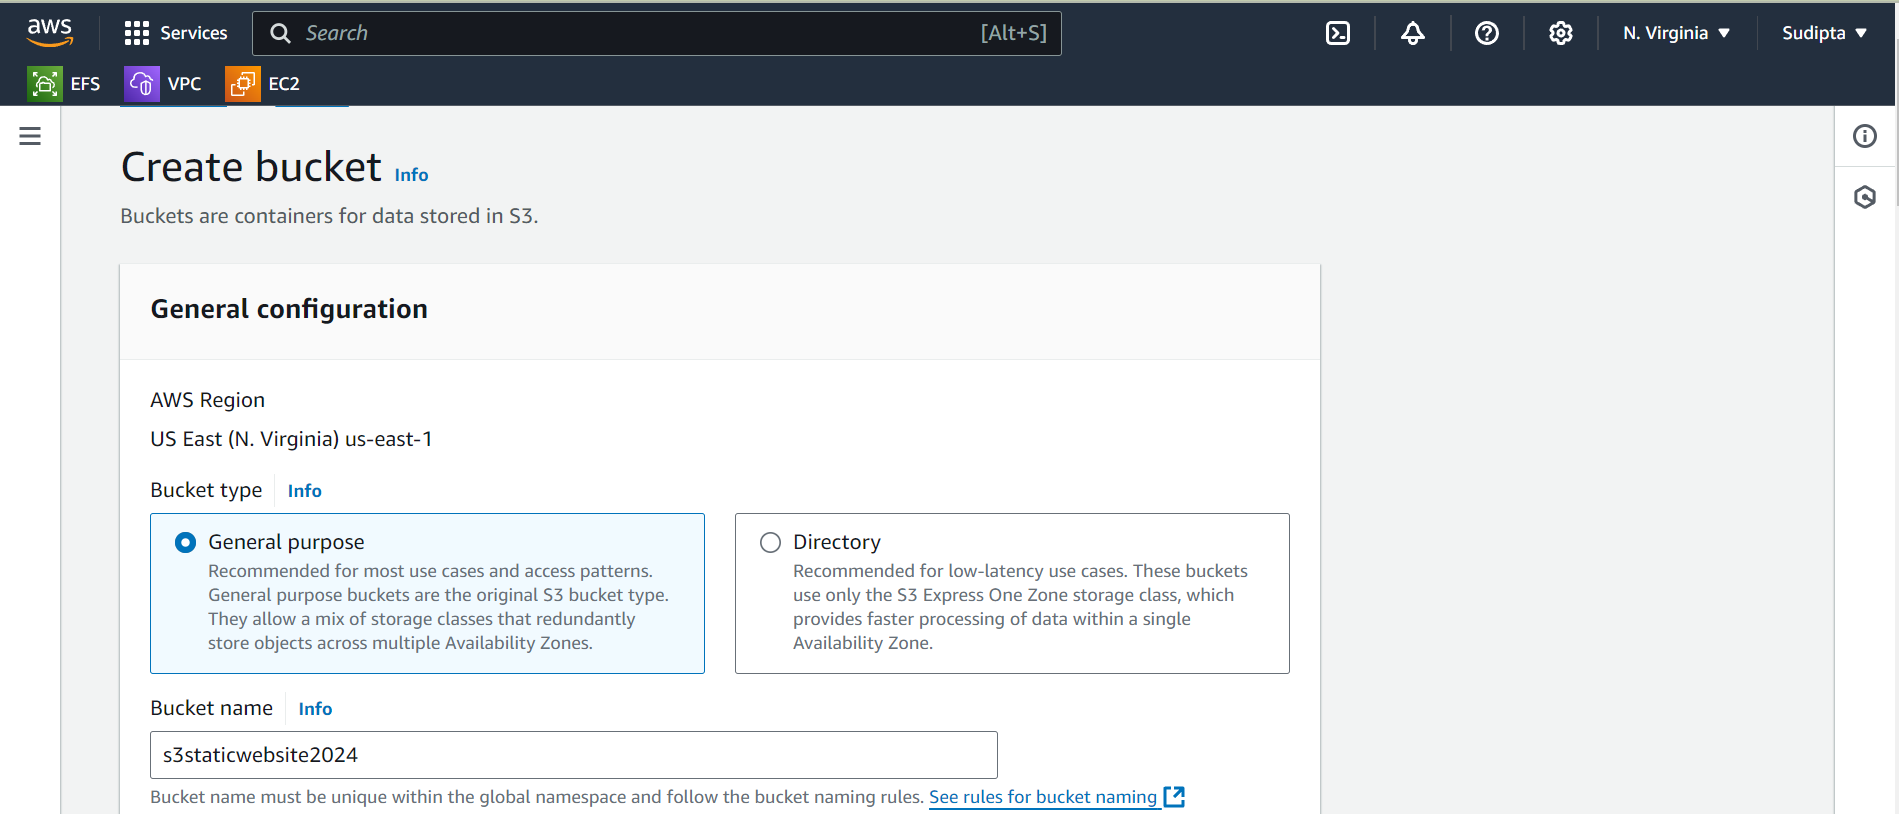 aws Services Search [Alt+S] N. Virginia Sudipta
EFS VPC EC2
Create bucket Info
Buckets are containers for data stored in S3.
General configuration
AWS Region
US East (N. Virginia) us-east-1
Bucket type Info
General purpose
Recommended for most use cases and access patterns.
General purpose buckets are the original S3 bucket type.
They allow a mix of storage classes that redundantly
store objects across multiple Availability Zones.
Directory
Recommended for low-latency use cases. These buckets
use only the S3 Express One Zone storage class, which
provides faster processing of data within a single
Availability Zone.
Bucket name Info
s3staticwebsite2024
Bucket name must be unique within the global namespace and follow the bucket naming rules. See rules for bucket naming